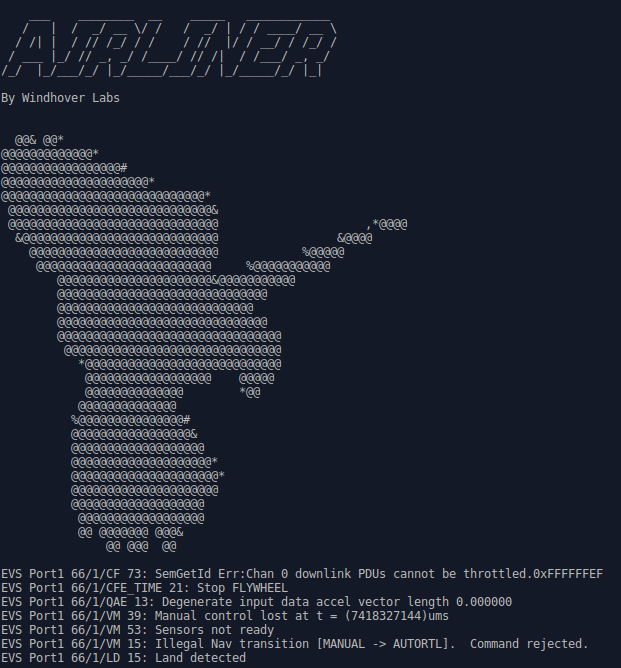 AIRLINER
By Windhover Labs
EVS Port1 66/1/CF 73: SemGetId Err:Chan 0 downlink PDUs cannot be throttled.0xFFFFFFEF
EVS Port1 66/1/CFE_TIME 21: Stop FLYWHEEL
EVS Port1 66/1/QAE 13: Degenerate input data accel vector length 0.000000
EVS Port1 66/1/VM 39: Manual control lost at t = (7418327144)ums
EVS Port1 66/1/VM 53: Sensors not ready
EVS Port1 66/1/VM 15: Illegal Nav transition [MANUAL -> AUTORTL].  Command rejected.
EVS Port1 66/1/LD 15: Land detected